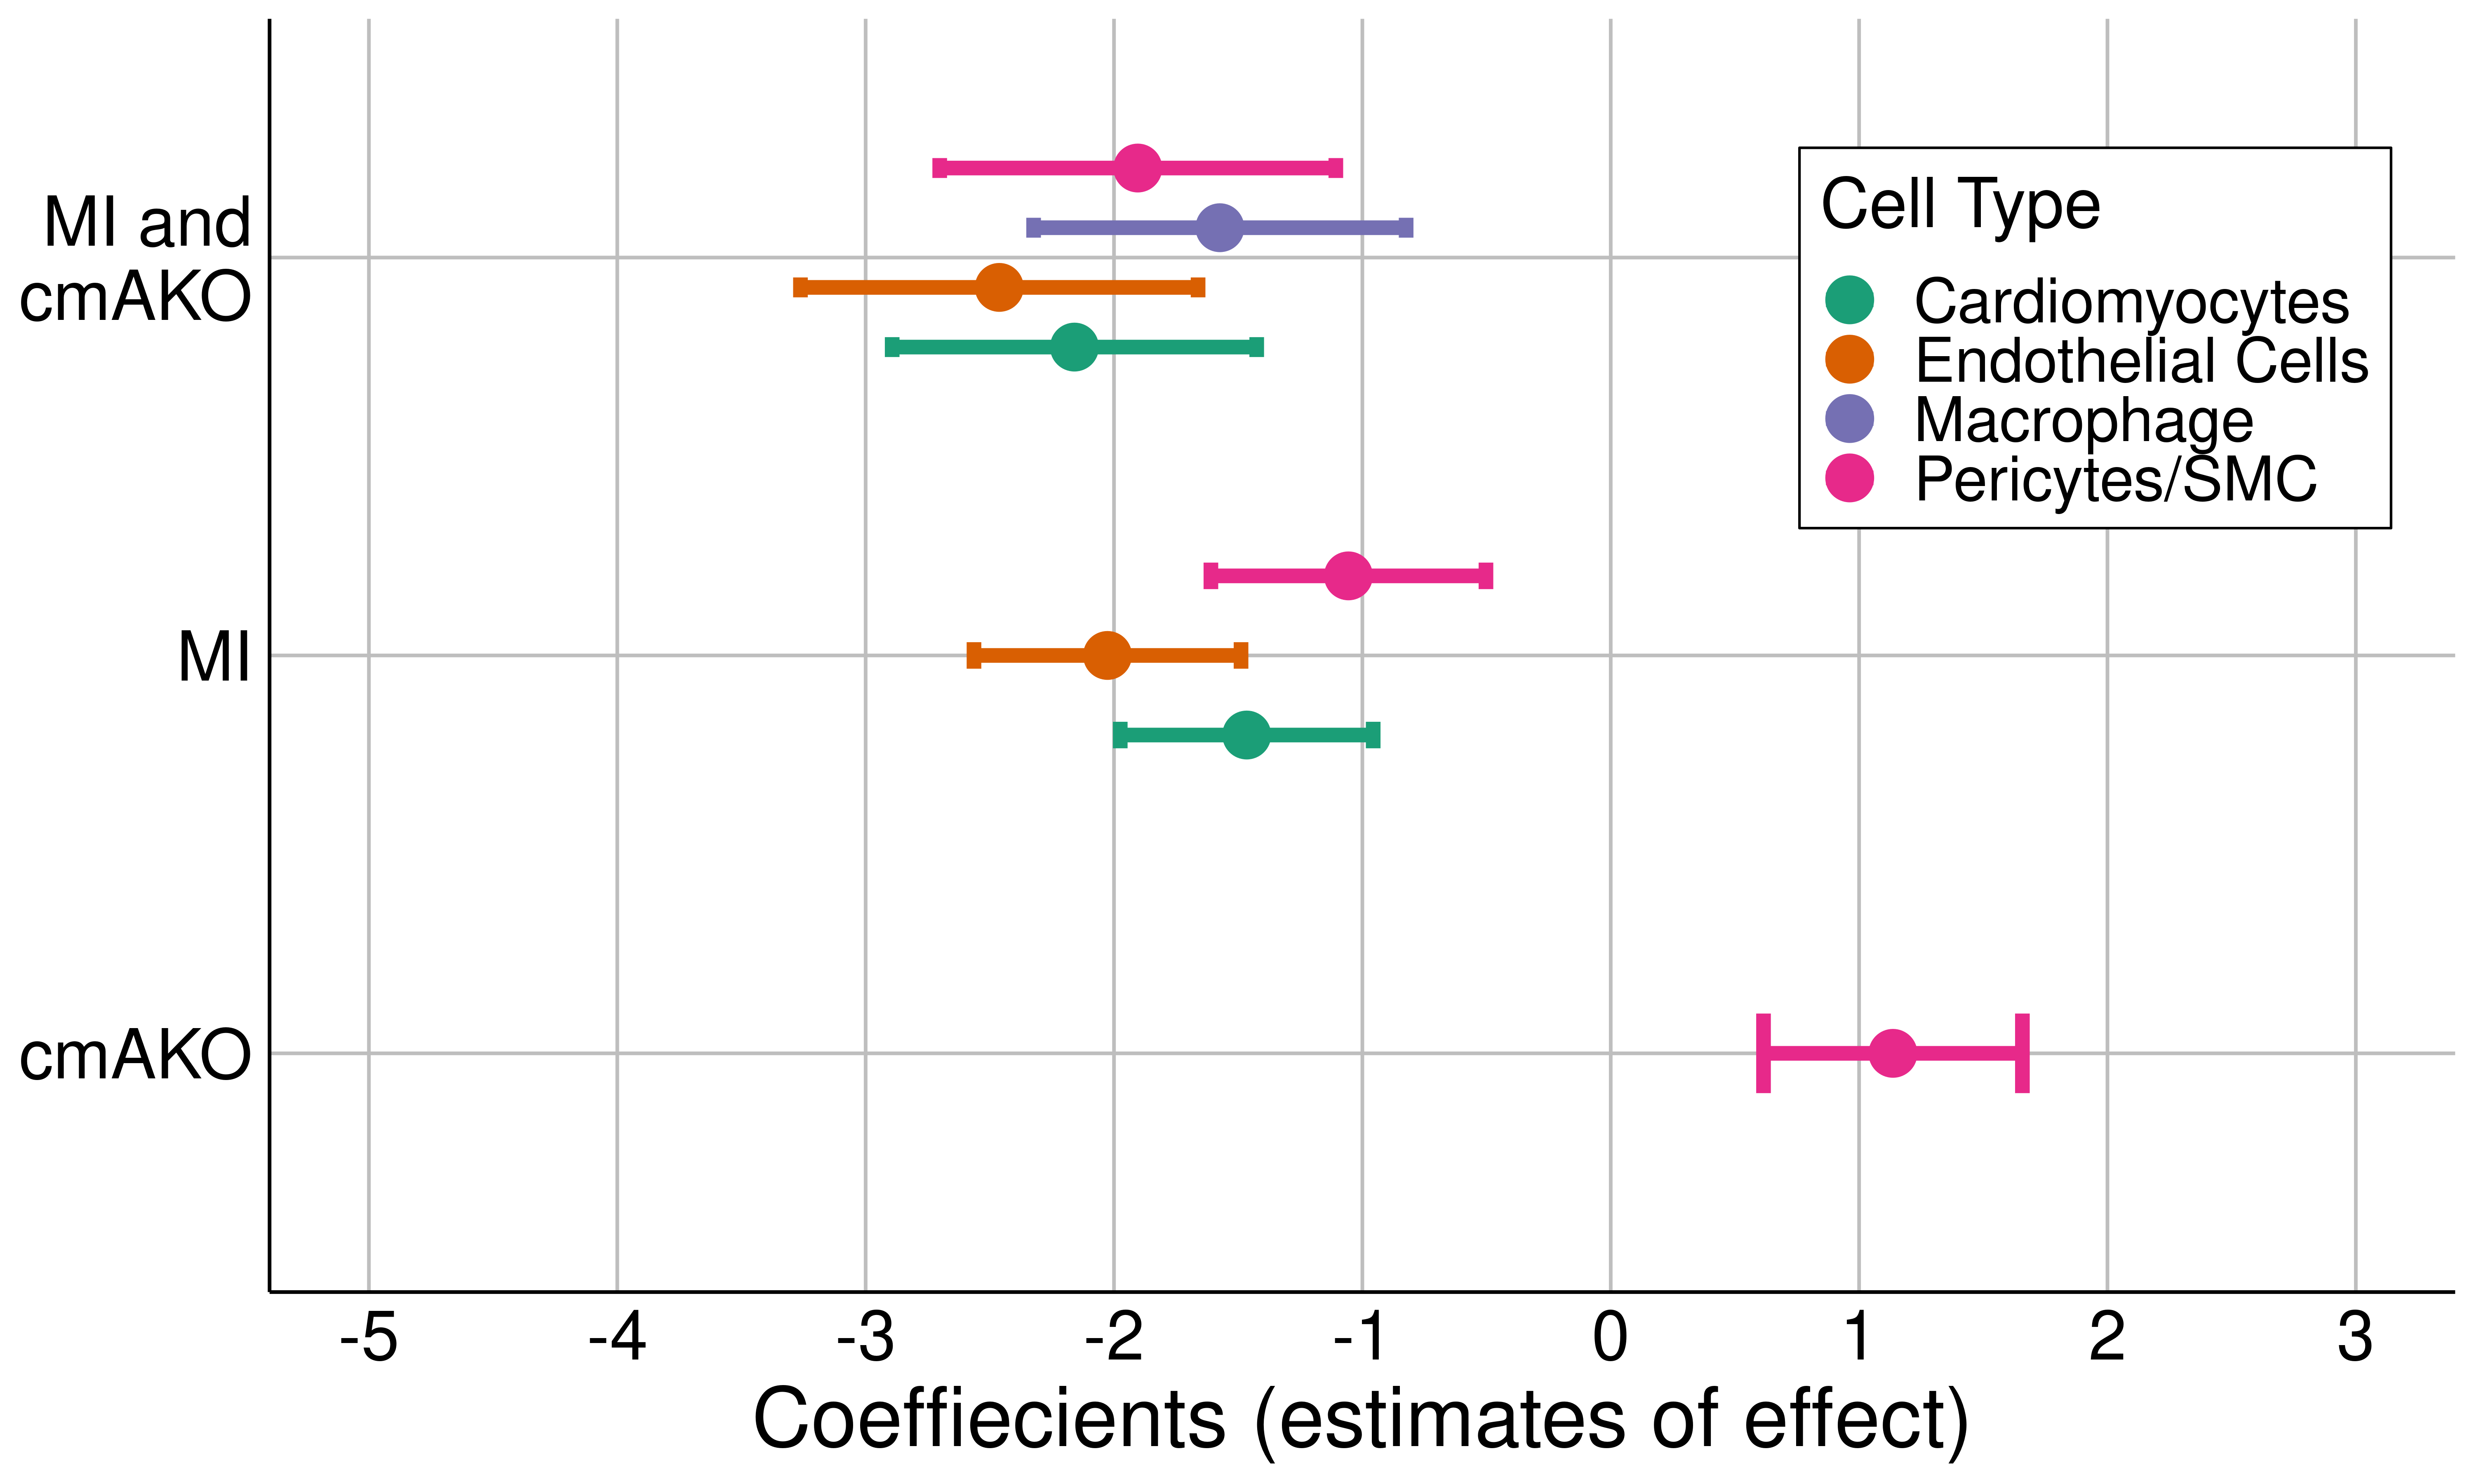 MI and
cmAKO
MI
cmAKO
Cell Type
Cardiomyocytes
Endothelial Cells
Macrophage
Pericytes/SMC
-5 -4 -3 -2 -1 0 1 2 3
Coeffiecients (estimates of effect)